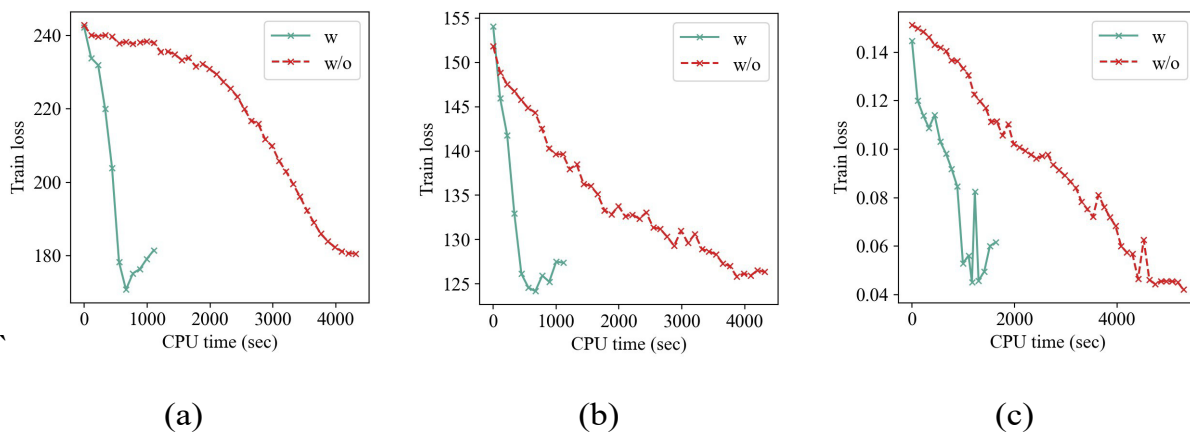 240
220
200
180
Train loss
0
1000
2000
3000
4000
CPU time (sec)
w
w/o
(a)
155
150
145
140
135
130
125
Train loss
0
1000
2000
3000
4000
CPU time (sec)
w
w/o
(b)
0.14
0.12
0.10
0.08
0.06
0.04
Train loss
0
2000
4000
CPU time (sec)
w
w/o
(c)